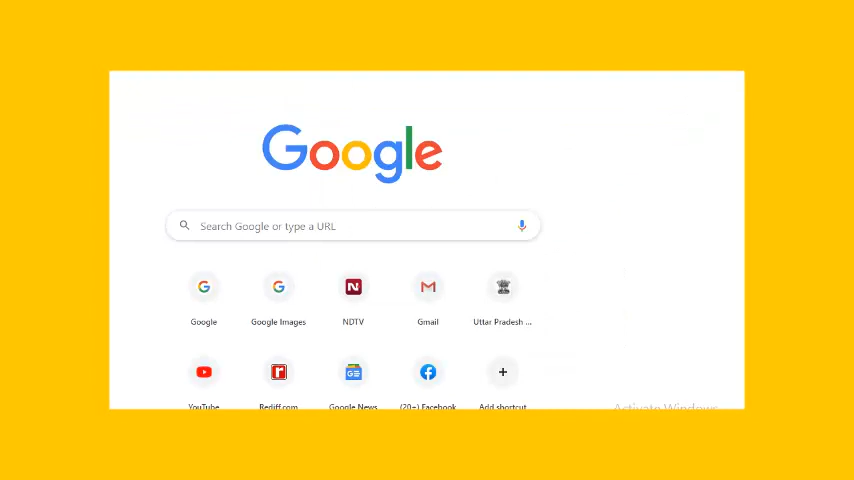 Google
Search Google or type a URL
Google Google Images NDTV Gmail Uttar Pradesh ...
YouTube Rediff.com Google News (20+) Facebook Add shortcut
Activate Windows